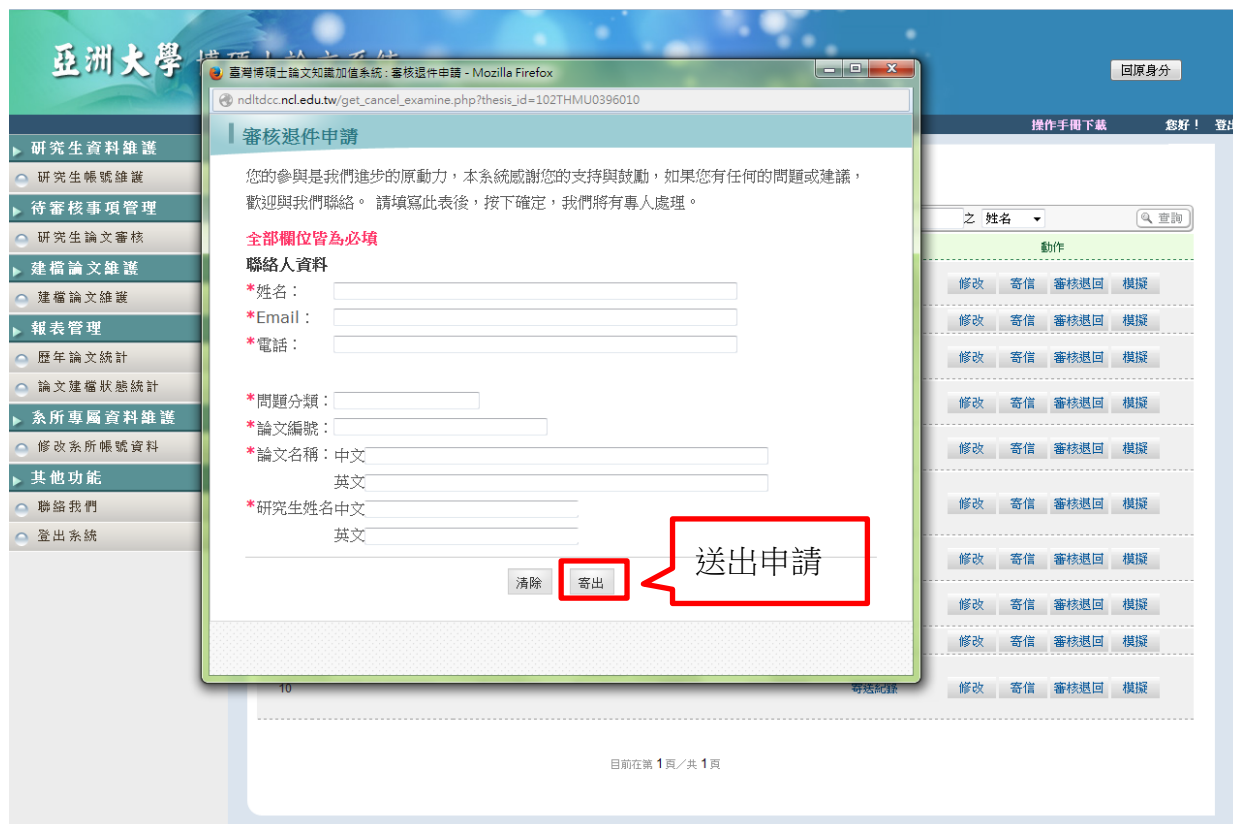 亞洲大學 博碩士論文系統
回原身分
操作手冊下載 您好！ 登出
臺灣博碩士論文知識加值系統 : 審核退件申請 - Mozilla Firefox
ndltdcc.ncl.edu.tw/get_cancel_examine.php?thesis_id=102THMU0396010
審核退件申請
您的參與是我們進步的原動力，本系統感謝您的支持與鼓勵，如果您有任何的問題或建議，
歡迎與我們聯絡。 請填寫此表後，按下確定，我們將有專人處理。
全部欄位皆為必填
聯絡人資料
*姓名：
*Email：
*電話：
*問題分類：
*論文編號：
*論文名稱：中文
英文
*研究生姓名中文
英文
清除 寄出
送出申請
研究生資料維護
研究生帳號維護
待審核事項管理
研究生論文審核
建檔論文維護
建檔論文維護
報表管理
歷年論文統計
論文建檔狀態統計
系所專屬資料維護
修改系所帳號資料
其他功能
聯絡我們
登出系統
之 姓名 查詢
動作
修改 寄信 審核退回 模擬
修改 寄信 審核退回 模擬
修改 寄信 審核退回 模擬
修改 寄信 審核退回 模擬
修改 寄信 審核退回 模擬
修改 寄信 審核退回 模擬
修改 寄信 審核退回 模擬
修改 寄信 審核退回 模擬
修改 寄信 審核退回 模擬
10 寄送紀錄 修改 寄信 審核退回 模擬
目前在第 1 頁／共 1 頁